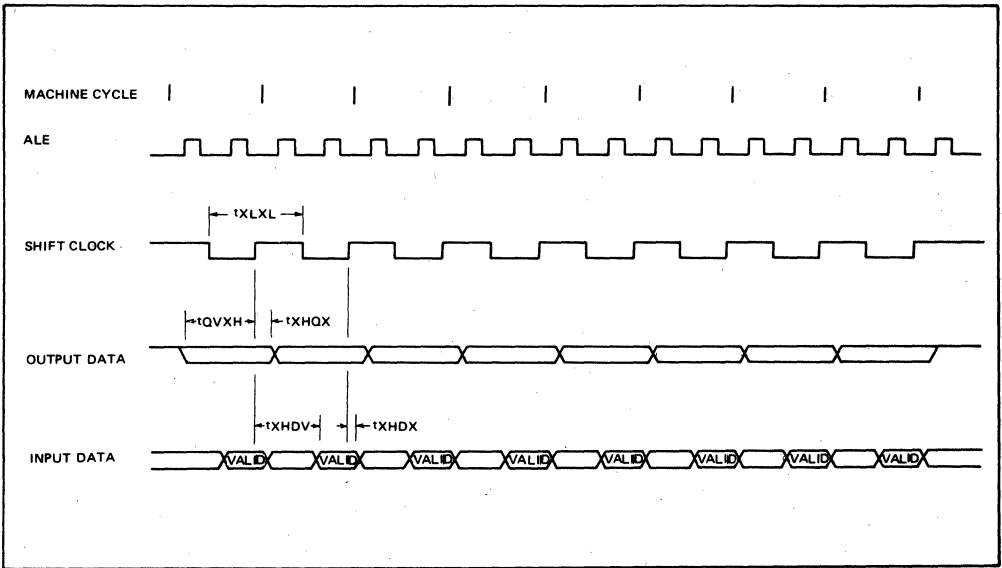 MACHINE CYCLE
ALE
tXLXL
SHIFT CLOCK
tQVXH tXHQX
OUTPUT DATA
tXHDV tXHDX
INPUT DATA VALID VALID VALID VALID VALID VALID VALID VALID